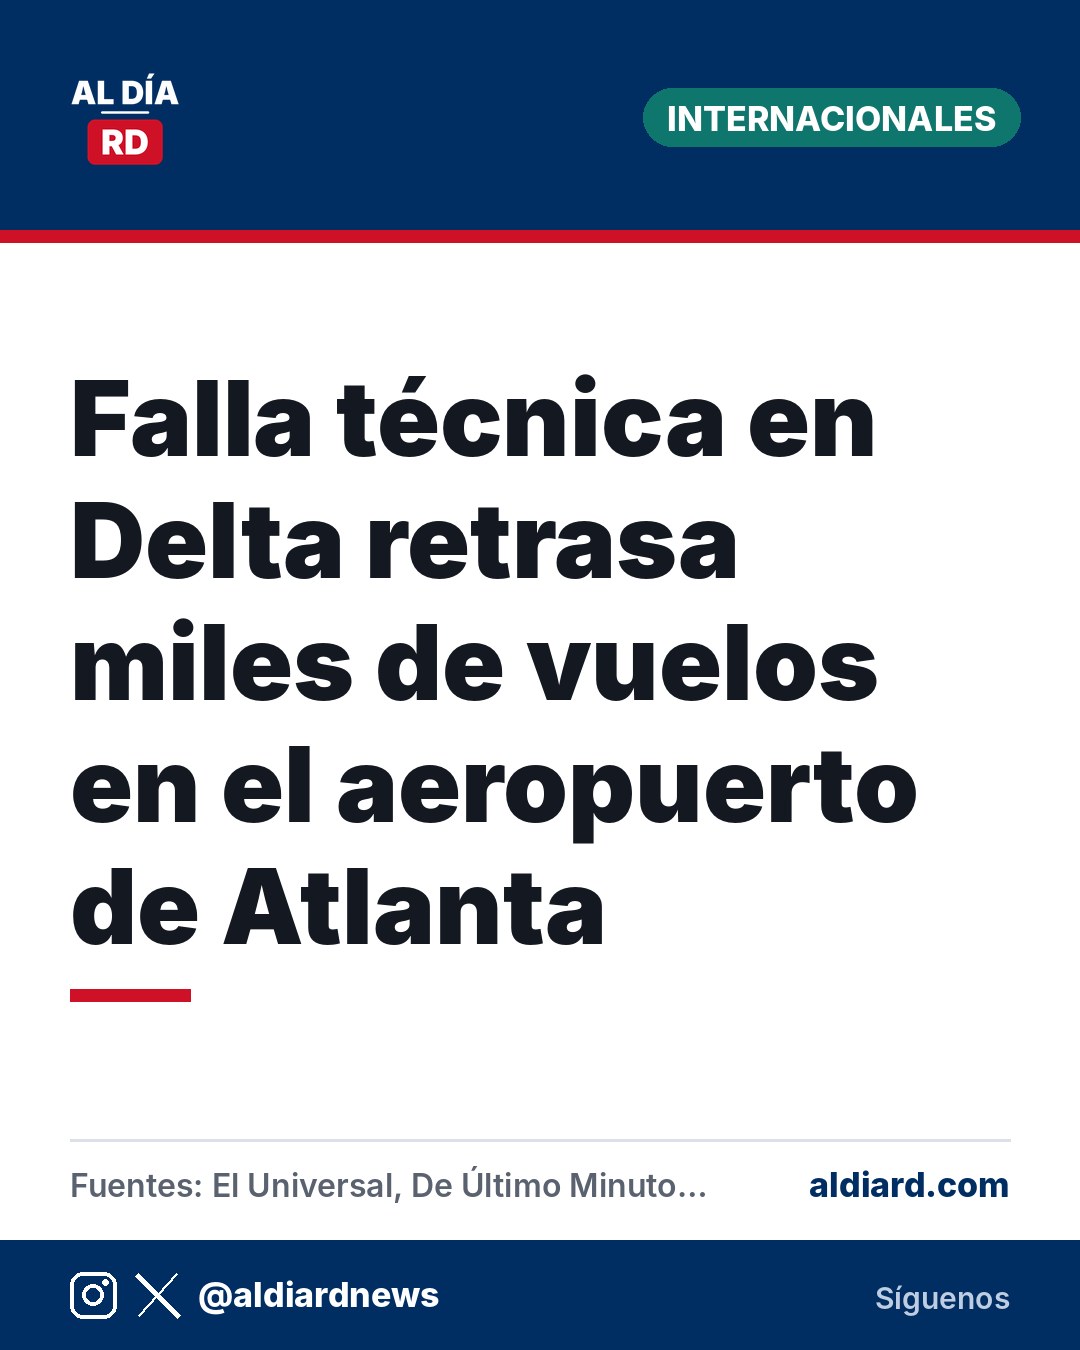 AL DÍA
RD
INTERNACIONALES
Falla técnica en
Delta retrasa
miles de vuelos
en el aeropuerto
de Atlanta
Fuentes: El Universal, De Último Minuto...
aldiard.com
@aldiardnews
Síguenos